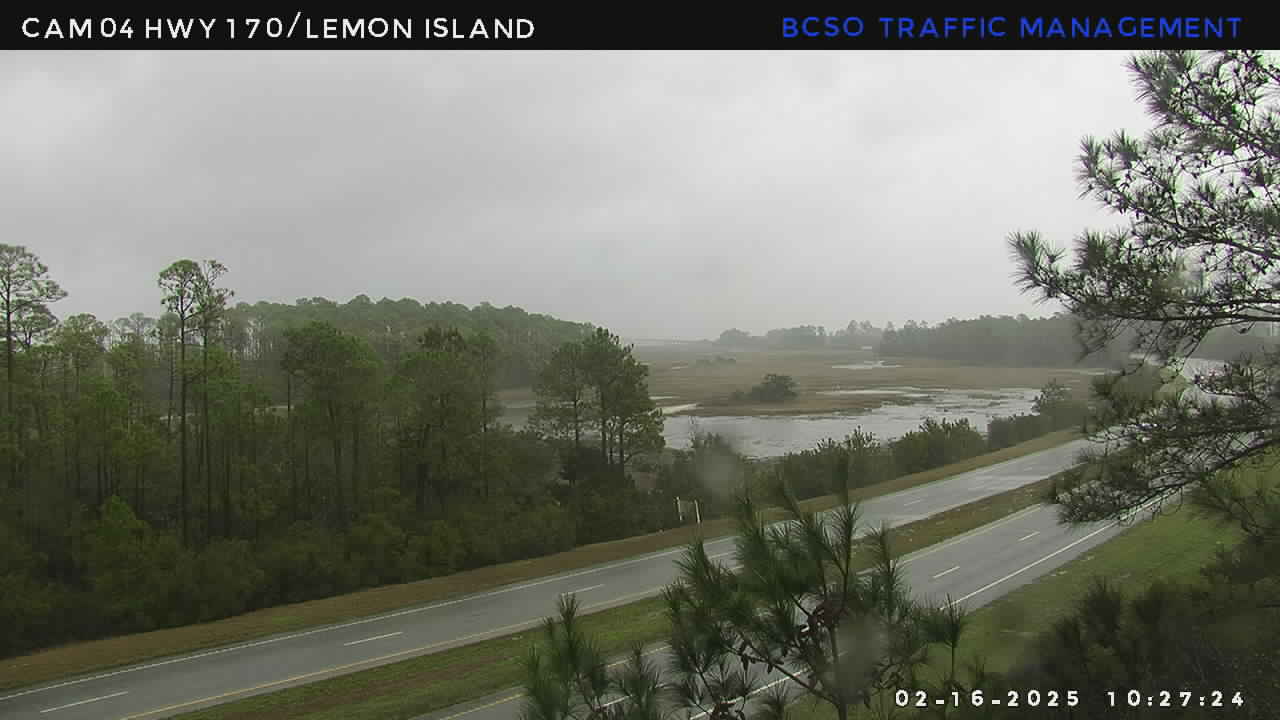 CAM04 HWY 170/LEMON ISLAND
BCSO TRAFFIC MANAGEMENT
02-16-2025 10:27:24